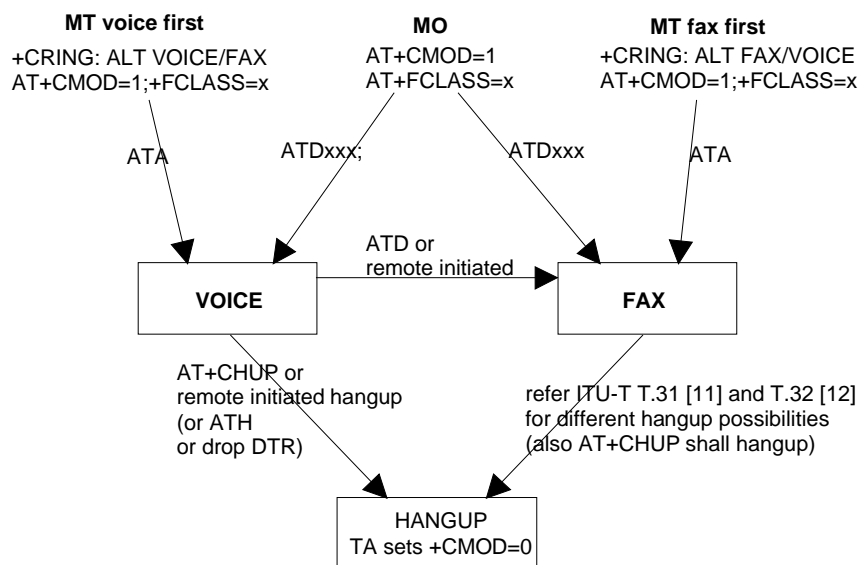 MT voice first
+CRING: ALT VOICE/FAX
AT+CMOD=1;+FCLASS=x
MO
AT+CMOD=1
AT+FCLASS=x
MT fax first
+CRING: ALT FAX/VOICE
AT+CMOD=1;+FCLASS=x
ATA
ATDxxx;
ATDxxx
ATA
ATD or
remote initiated
VOICE
FAX
AT+CHUP or
remote initiated hangup
(or ATH
or drop DTR)
refer ITU-T T.31 [11] and T.32 [12]
for different hangup possibilities
(also AT+CHUP shall hangup)
HANGUP
TA sets +CMOD=0